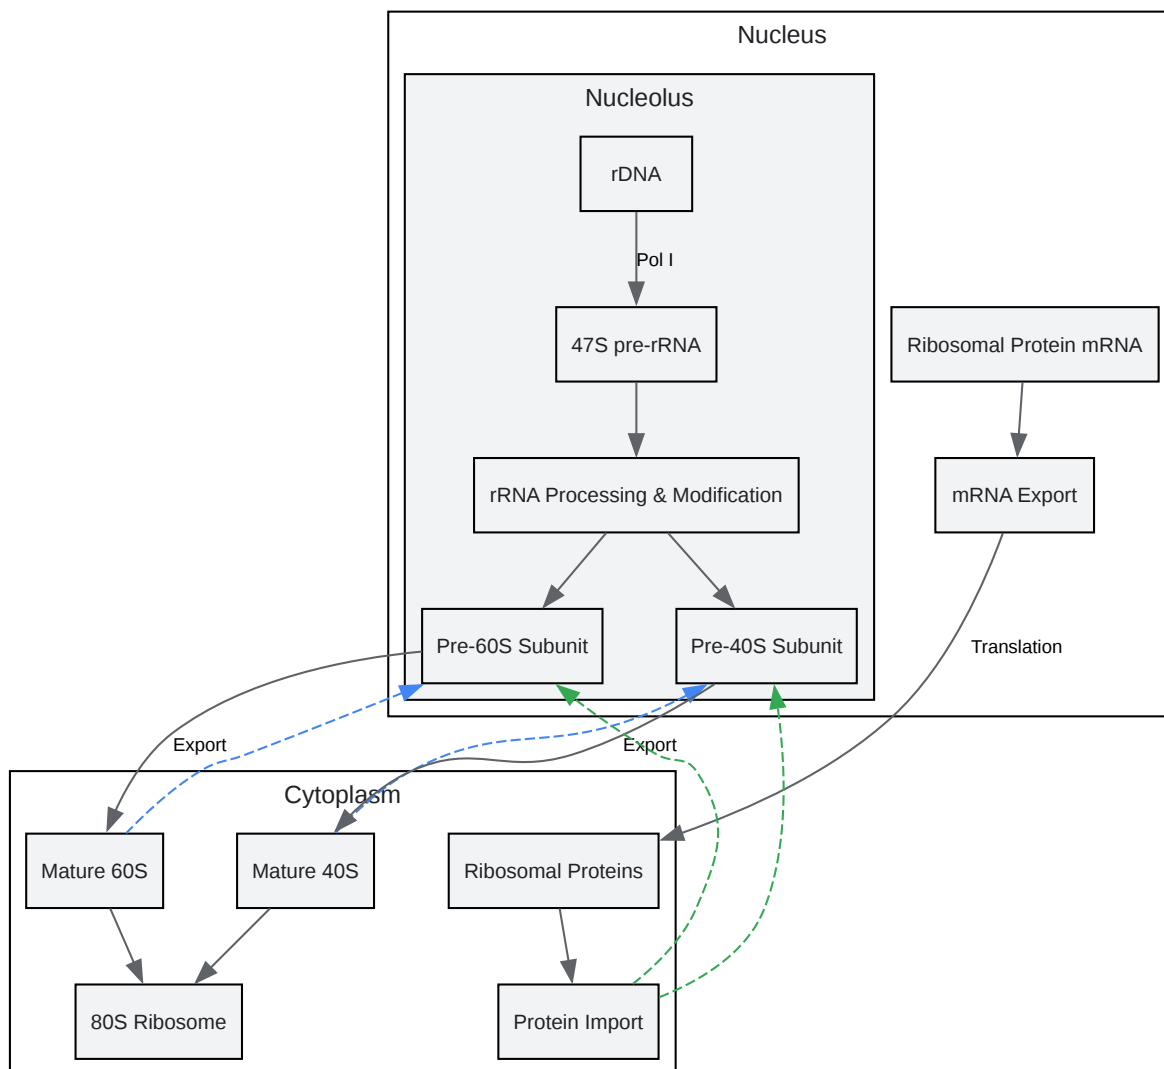 Nucleus
Nucleolus
rDNA
Pol I
47S pre-rRNA
Ribosomal Protein mRNA
rRNA Processing & Modification
mRNA Export
Pre-60S Subunit
Pre-40S Subunit
Translation
Export
Export
Cytoplasm
Mature 60S
Mature 40S
Ribosomal Proteins
80S Ribosome
Protein Import